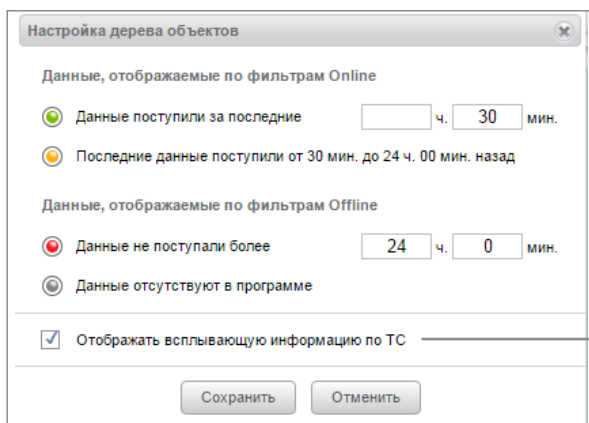 Настройка дерева объектов
Данные, отображаемые по фильтрам Online
Данные поступили за последние ч. 30 мин.
Последние данные поступили от 30 мин. до 24 ч. 00 мин. назад
Данные, отображаемые по фильтрам Offline
Данные не поступали более 24 ч. 0 мин.
Данные отсутствуют в программе
Отображать всплывающую информацию по ТС
Сохранить Отменить